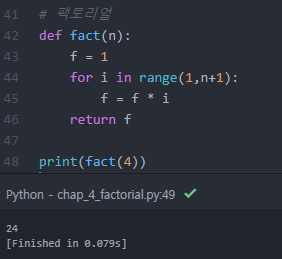 41 # 팩토리얼
42 def fact(n):
43     f = 1
44     for i in range(1,n+1):
45         f = f * i
46     return f
47
48 print(fact(4))
Python - chap_4_factorial.py:49 ✓
24
[Finished in 0.079s]